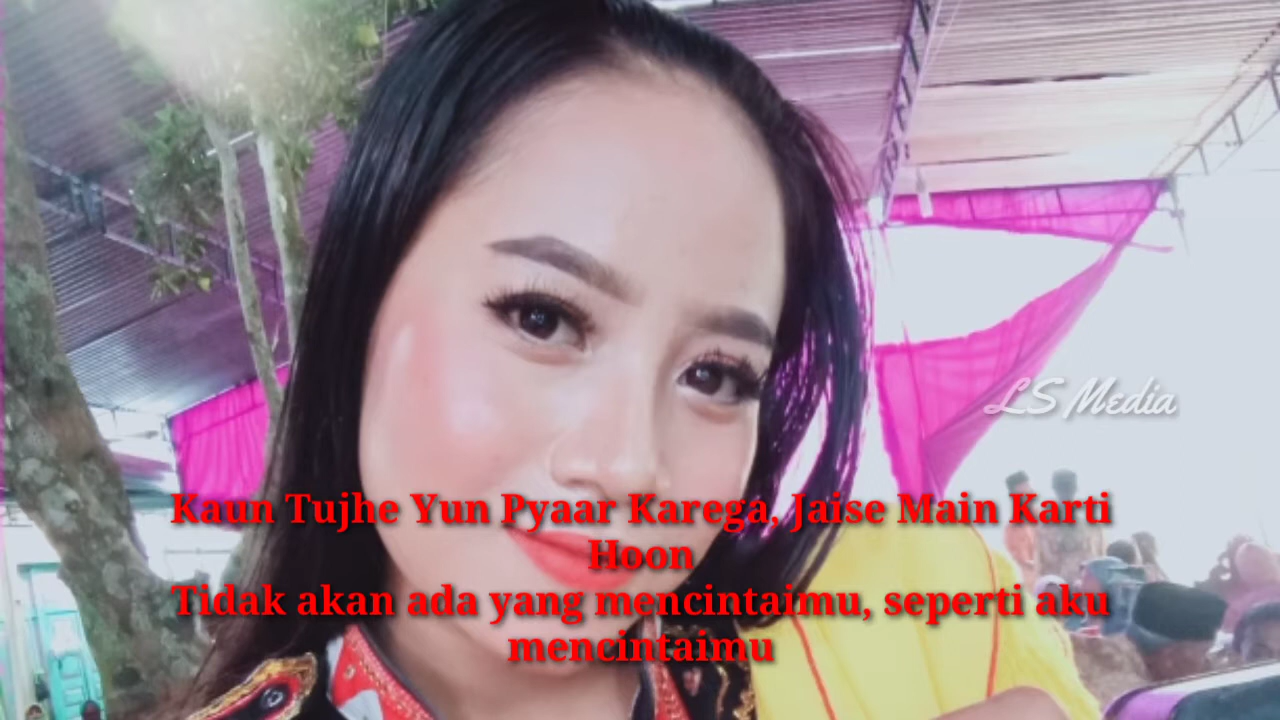 LS Media
Kaun Tujhe Yun Pyaar Karega, Jaise Main Karti
Hoon
Tidak akan ada yang mencintaimu, seperti aku
mencintaimu